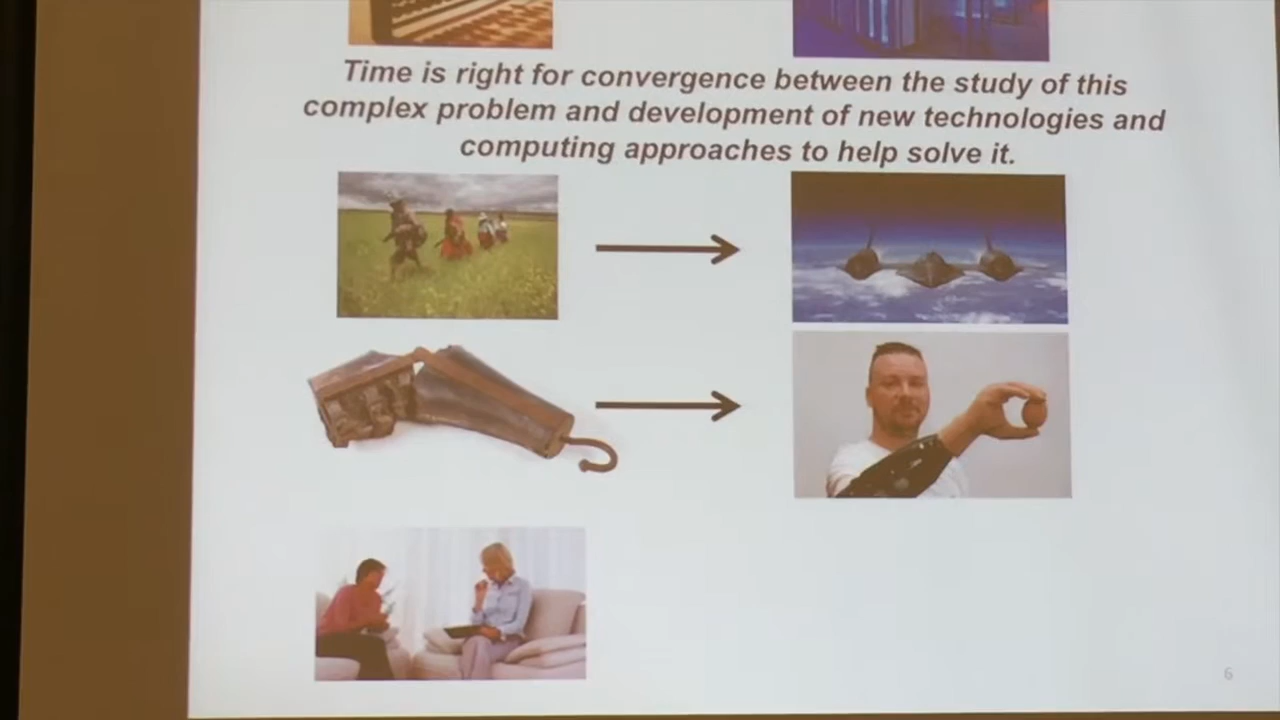 Time is right for convergence between the study of this
complex problem and development of new technologies and
computing approaches to help solve it.
6